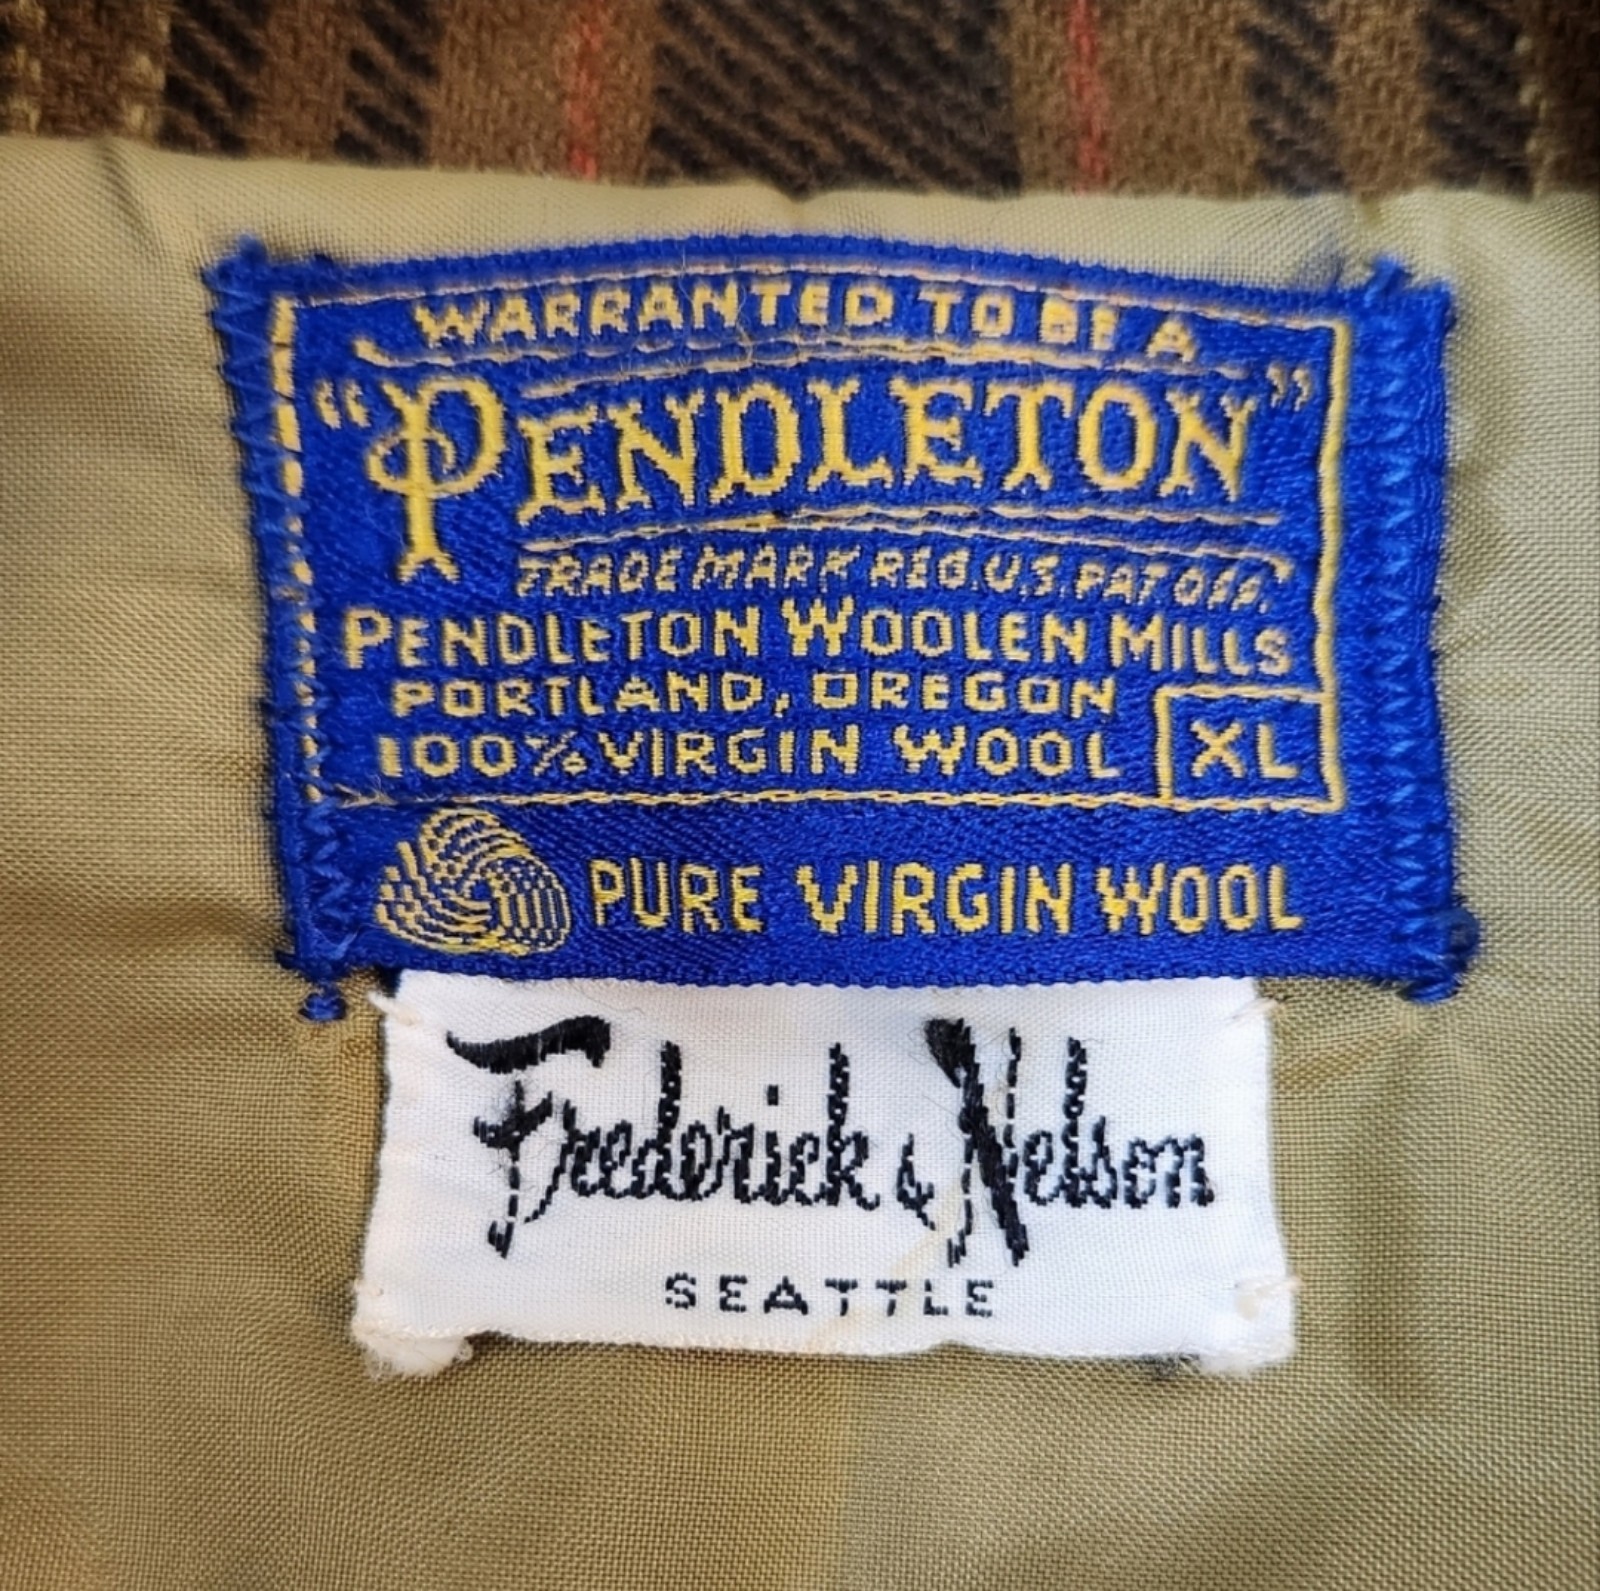 WARRANTED TO BE A
"PENDLETON"
TRADE MARK REG. U.S. PAT OFF.
PENDLETON WOOLEN MILLS
PORTLAND, OREGON
100% VIRGIN WOOL XL
PURE VIRGIN WOOL
Frederick & Nelson
SEATTLE